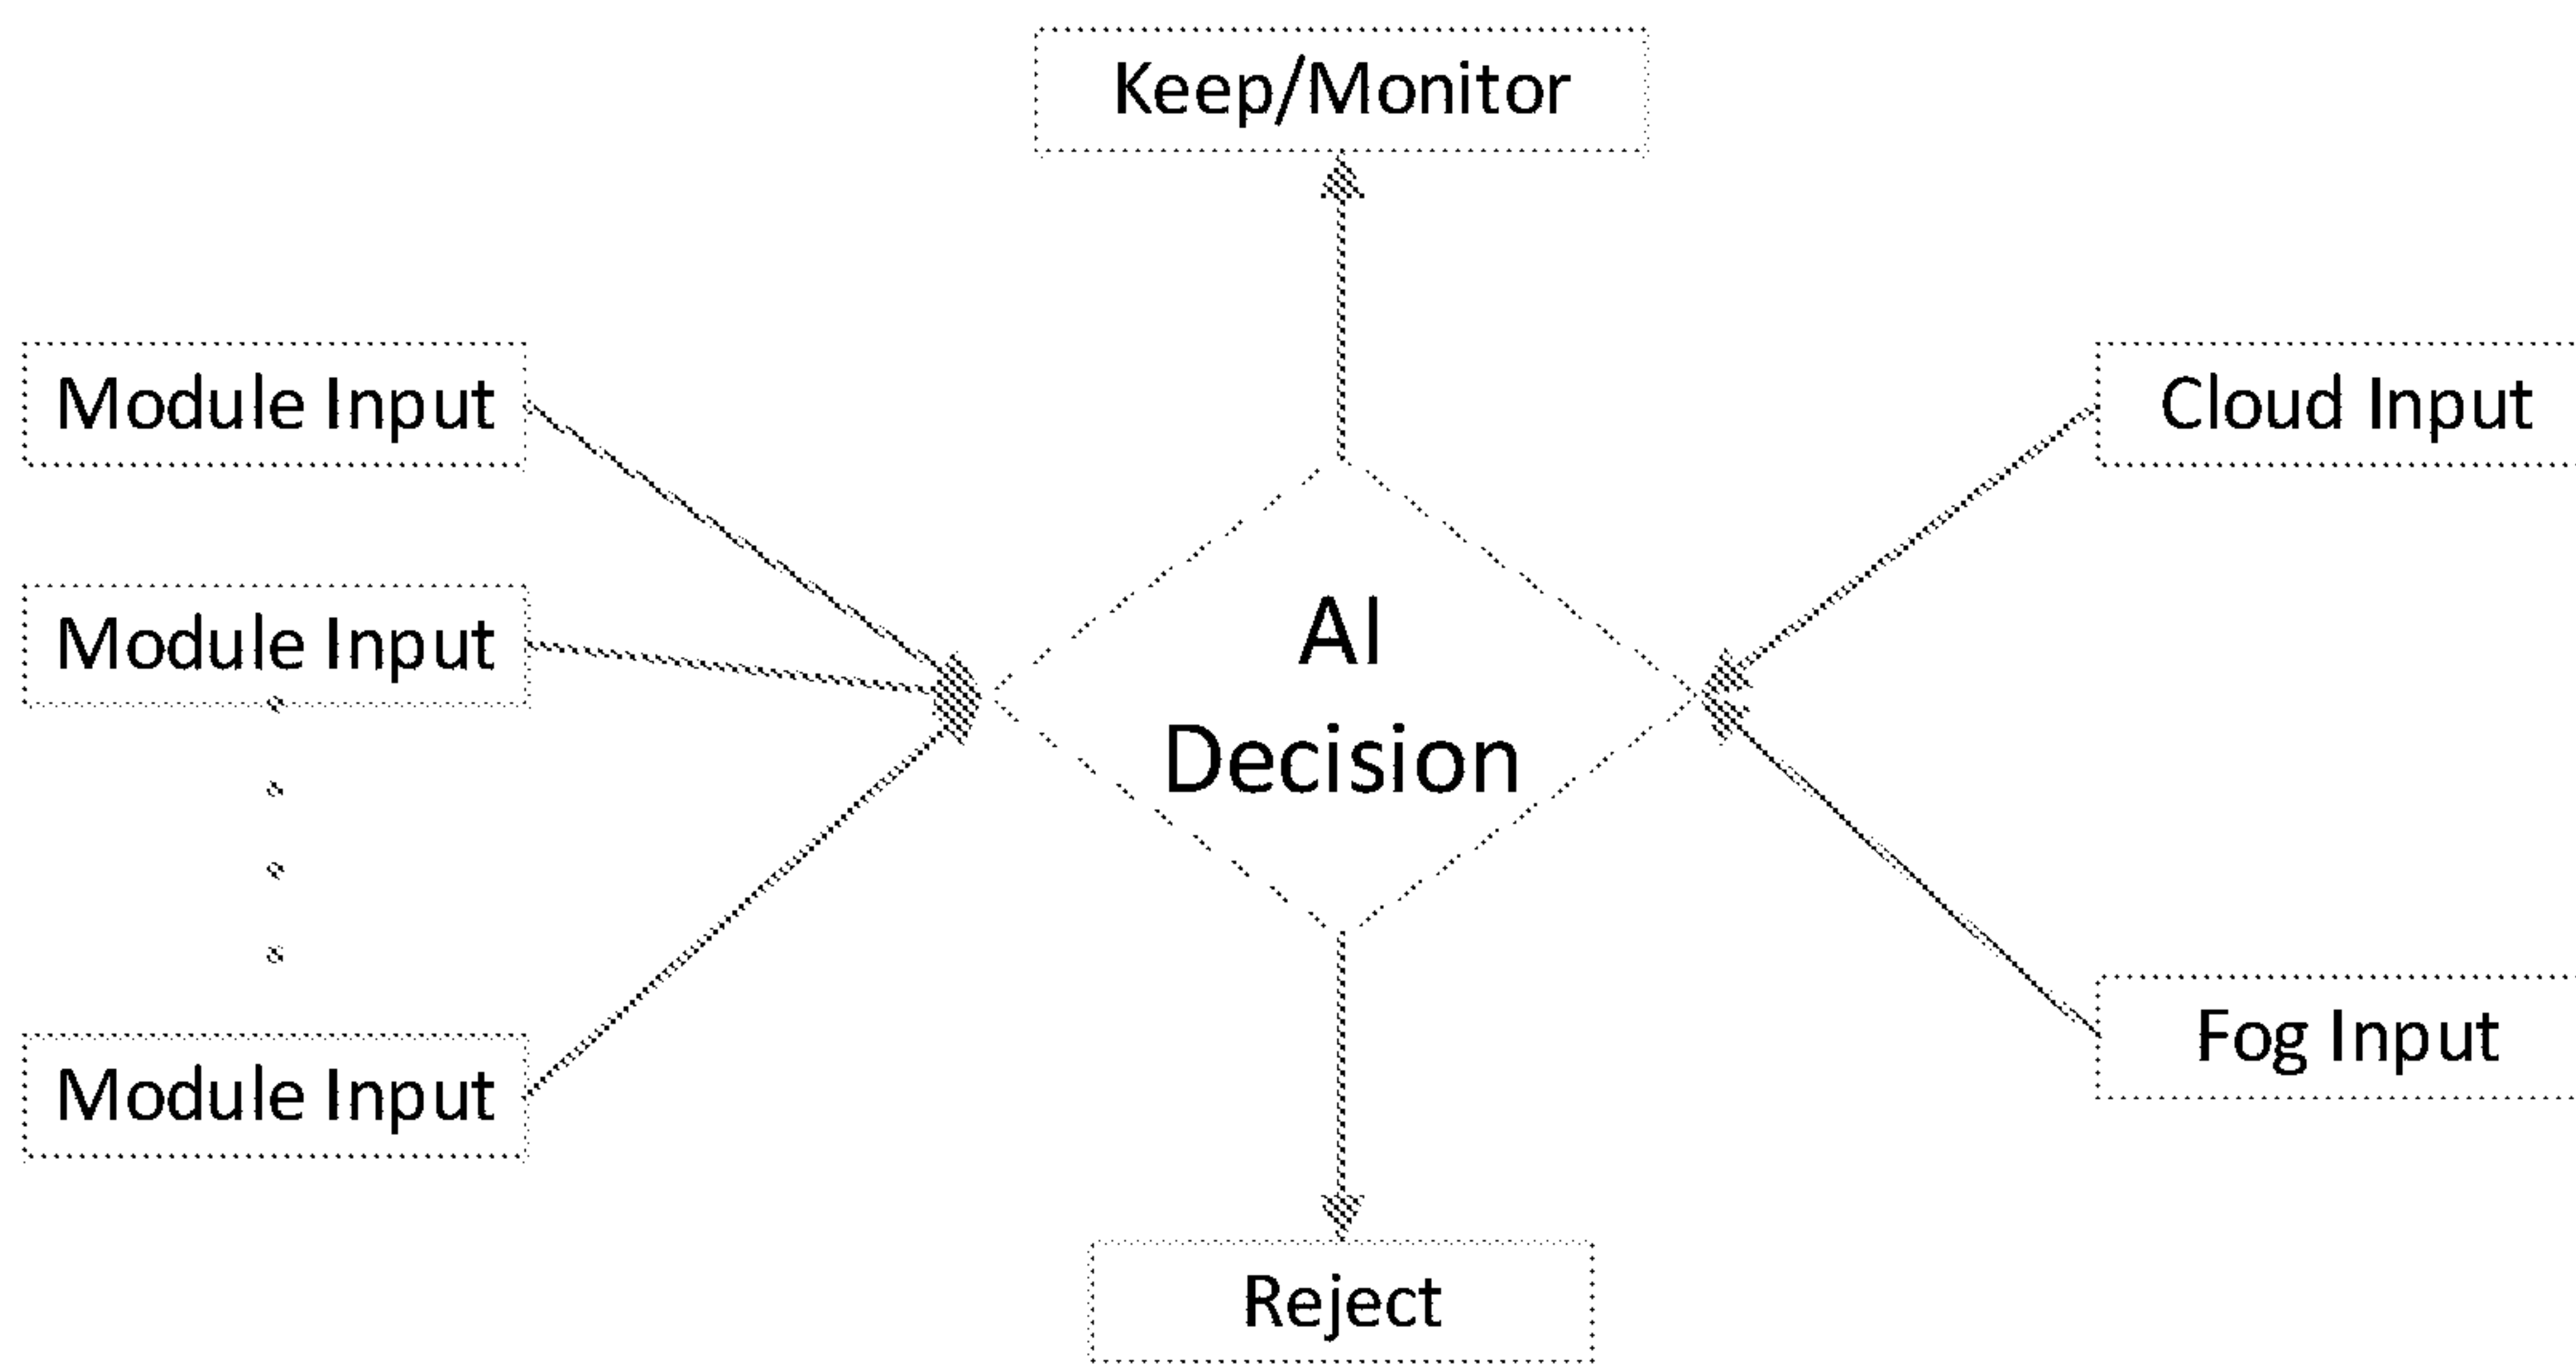 Keep/Monitor
Module Input
Cloud Input
Module Input
AI
Decision
Module Input
Fog Input
Reject